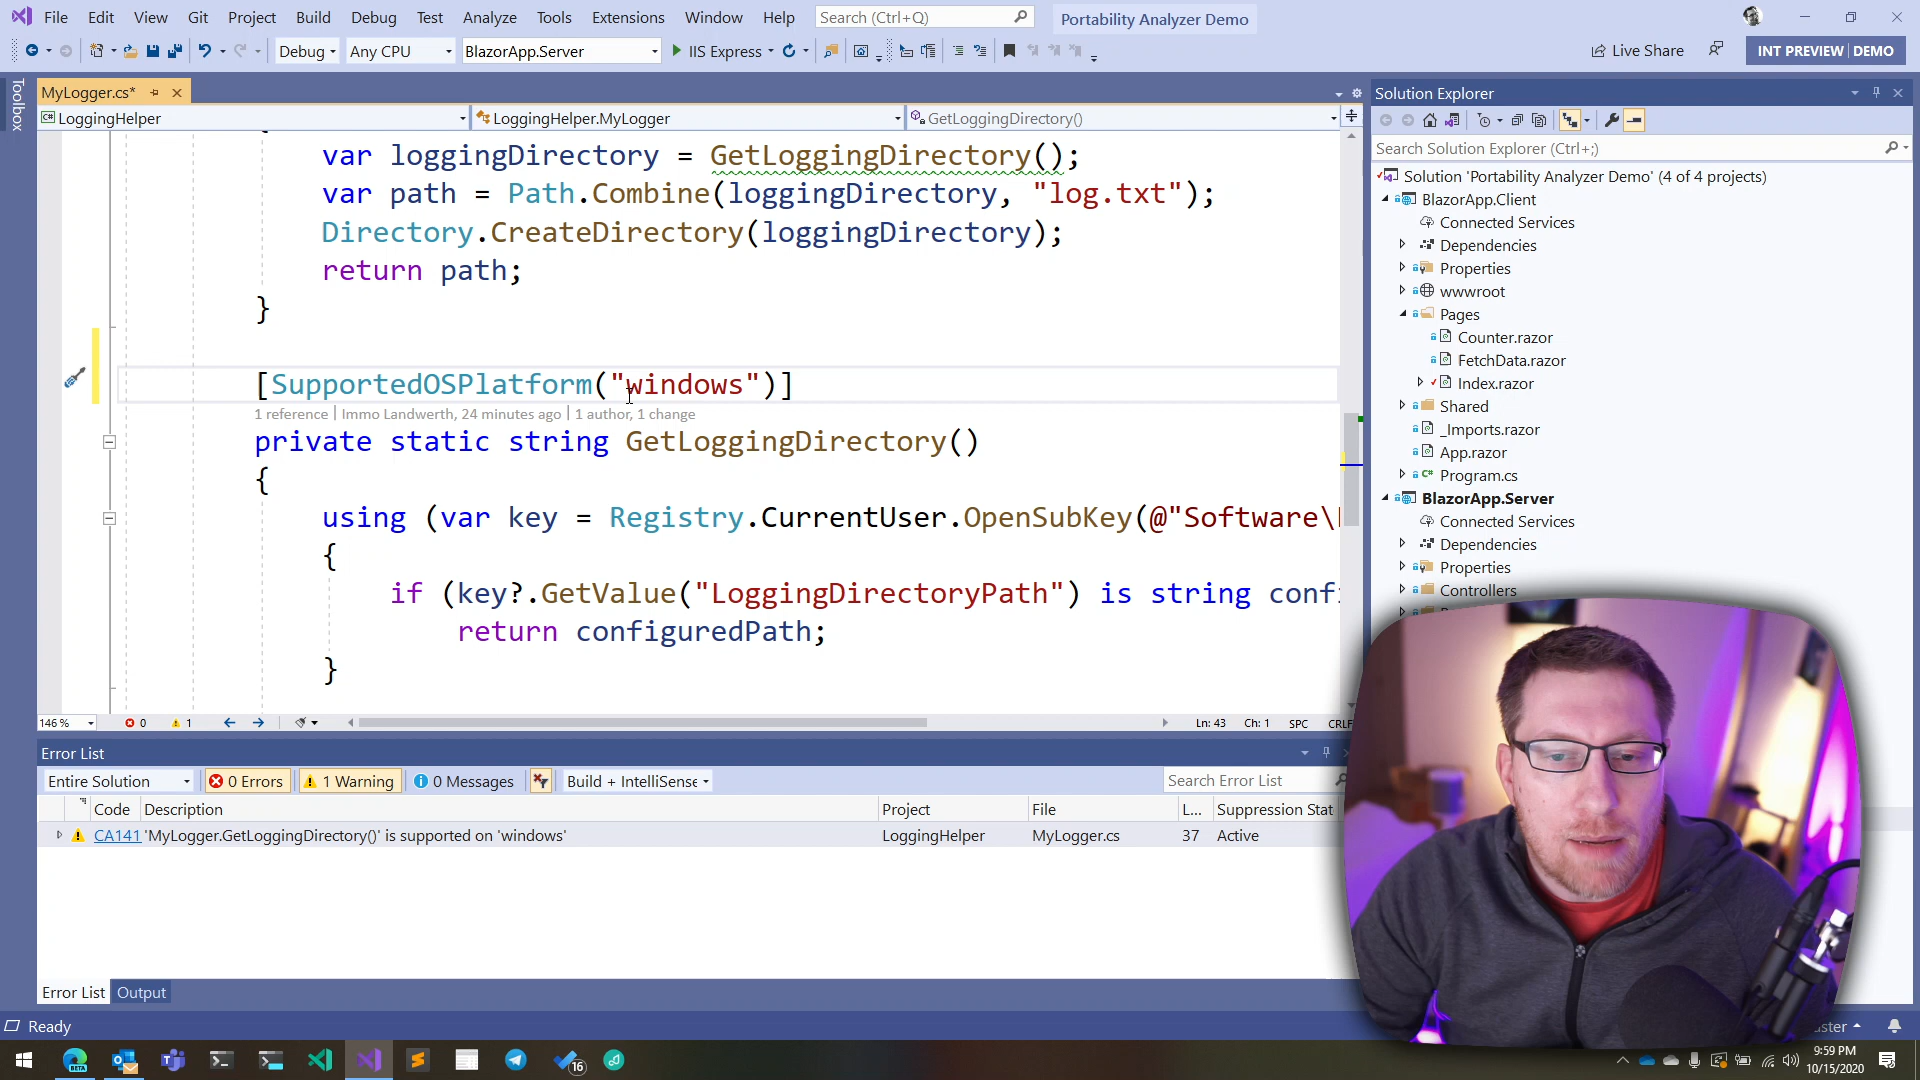 File Edit View Git Project Build Debug Test Analyze Tools Extensions Window Help Search (Ctrl+Q) Portability Analyzer Demo
Debug Any CPU BlazorApp.Server IIS Express Live Share INT PREVIEW DEMO
Toolbox
MyLogger.cs*
LoggingHelper LoggingHelper.MyLogger GetLoggingDirectory()
{
var loggingDirectory = GetLoggingDirectory();
var path = Path.Combine(loggingDirectory, "log.txt");
Directory.CreateDirectory(loggingDirectory);
return path;
}
[SupportedOSPlatform("windows")]
1 reference | Immo Landwerth, 24 minutes ago | 1 author, 1 change
private static string GetLoggingDirectory()
{
using (var key = Registry.CurrentUser.OpenSubKey(@"Software\
{
if (key?.GetValue("LoggingDirectoryPath") is string conf
return configuredPath;
}
146 % 0 1 Ln: 43 Ch: 1 SPC CRLF
Error List
Entire Solution 0 Errors 1 Warning 0 Messages Build + IntelliSense Search Error List
Code Description Project File L... Suppression Stat
CA141 'MyLogger.GetLoggingDirectory()' is supported on 'windows' LoggingHelper MyLogger.cs 37 Active
Error List Output
Solution Explorer
Search Solution Explorer (Ctrl+;)
Solution 'Portability Analyzer Demo' (4 of 4 projects)
BlazorApp.Client
Connected Services
Dependencies
Properties
wwwroot
Pages
Counter.razor
FetchData.razor
Index.razor
Shared
_Imports.razor
App.razor
Program.cs
BlazorApp.Server
Connected Services
Dependencies
Properties
Controllers
Ready
16
9:59 PM
10/15/2020